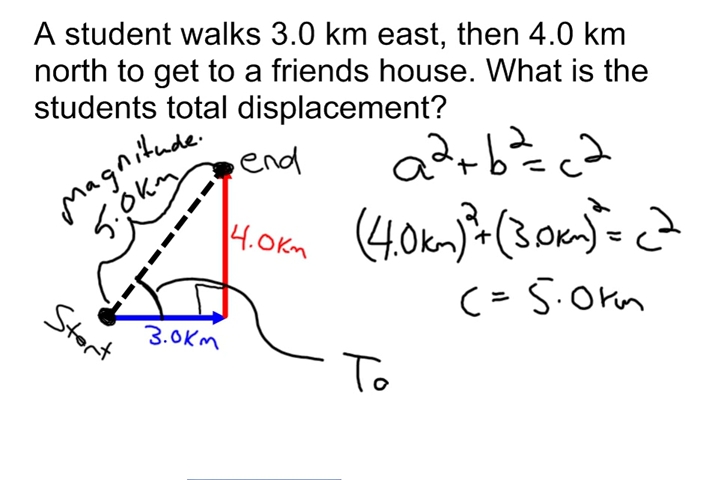 A student walks 3.0 km east, then 4.0 km
north to get to a friends house. What is the
students total displacement?
magnitude.
5.0km
end
4.0km
Start
3.0km
a²+b²=c²
(4.0km)²+(3.0km)²=c²
c = 5.0km
To